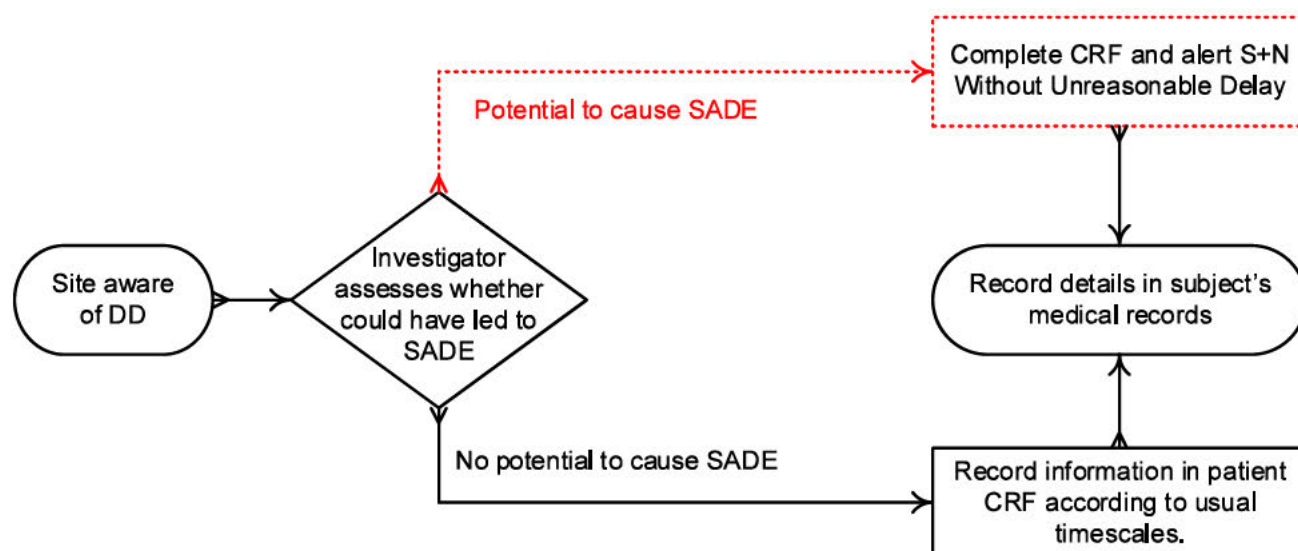 Complete CRF and alert S+N
Without Unreasonable Delay
Potential to cause SADE
Site aware
of DD
Investigator
assesses whether
could have led to
SADE
Record details in subject's
medical records
No potential to cause SADE
Record information in patient
CRF according to usual
timescales.